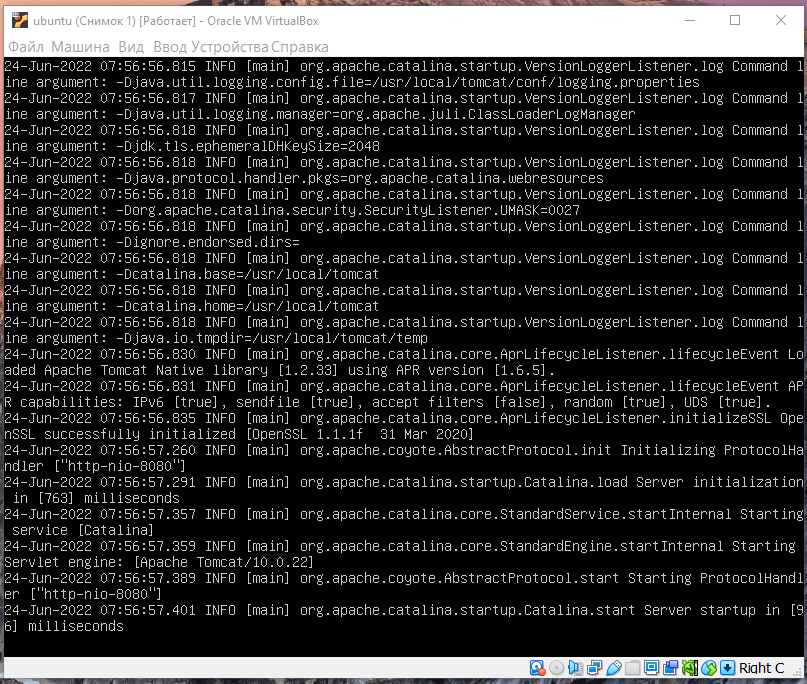 ubuntu (Снимок 1) [Работает] - Oracle VM VirtualBox
Файл Машина Вид Ввод Устройства Справка
24-Jun-2022 07:56:56.815 INFO [main] org.apache.catalina.startup.VersionLoggerListener.log Command l
ine argument: -Djava.util.logging.config.file=/usr/local/tomcat/conf/logging.properties
24-Jun-2022 07:56:56.817 INFO [main] org.apache.catalina.startup.VersionLoggerListener.log Command l
ine argument: -Djava.util.logging.manager=org.apache.juli.ClassLoaderLogManager
24-Jun-2022 07:56:56.818 INFO [main] org.apache.catalina.startup.VersionLoggerListener.log Command l
ine argument: -Djdk.tls.ephemeralDHKeySize=2048
24-Jun-2022 07:56:56.818 INFO [main] org.apache.catalina.startup.VersionLoggerListener.log Command l
ine argument: -Djava.protocol.handler.pkgs=org.apache.catalina.webresources
24-Jun-2022 07:56:56.818 INFO [main] org.apache.catalina.startup.VersionLoggerListener.log Command l
ine argument: -Dorg.apache.catalina.security.SecurityListener.UMASK=0027
24-Jun-2022 07:56:56.818 INFO [main] org.apache.catalina.startup.VersionLoggerListener.log Command l
ine argument: -Dignore.endorsed.dirs=
24-Jun-2022 07:56:56.818 INFO [main] org.apache.catalina.startup.VersionLoggerListener.log Command l
ine argument: -Dcatalina.base=/usr/local/tomcat
24-Jun-2022 07:56:56.818 INFO [main] org.apache.catalina.startup.VersionLoggerListener.log Command l
ine argument: -Dcatalina.home=/usr/local/tomcat
24-Jun-2022 07:56:56.818 INFO [main] org.apache.catalina.startup.VersionLoggerListener.log Command l
ine argument: -Djava.io.tmpdir=/usr/local/tomcat/temp
24-Jun-2022 07:56:56.830 INFO [main] org.apache.catalina.core.AprLifecycleListener.lifecycleEvent Lo
aded Apache Tomcat Native library [1.2.33] using APR version [1.6.5].
24-Jun-2022 07:56:56.831 INFO [main] org.apache.catalina.core.AprLifecycleListener.lifecycleEvent AP
R capabilities: IPv6 [true], sendfile [true], accept filters [false], random [true], UDS [true].
24-Jun-2022 07:56:56.835 INFO [main] org.apache.catalina.core.AprLifecycleListener.initializeSSL Ope
nSSL successfully initialized [OpenSSL 1.1.1f  31 Mar 2020]
24-Jun-2022 07:56:57.260 INFO [main] org.apache.coyote.AbstractProtocol.init Initializing ProtocolHa
ndler ["http-nio-8080"]
24-Jun-2022 07:56:57.291 INFO [main] org.apache.catalina.startup.Catalina.load Server initialization
 in [763] milliseconds
24-Jun-2022 07:56:57.357 INFO [main] org.apache.catalina.core.StandardService.startInternal Starting
 service [Catalina]
24-Jun-2022 07:56:57.359 INFO [main] org.apache.catalina.core.StandardEngine.startInternal Starting
Servlet engine: [Apache Tomcat/10.0.22]
24-Jun-2022 07:56:57.389 INFO [main] org.apache.coyote.AbstractProtocol.start Starting ProtocolHandl
er ["http-nio-8080"]
24-Jun-2022 07:56:57.401 INFO [main] org.apache.catalina.startup.Catalina.start Server startup in [9
6] milliseconds
Right C